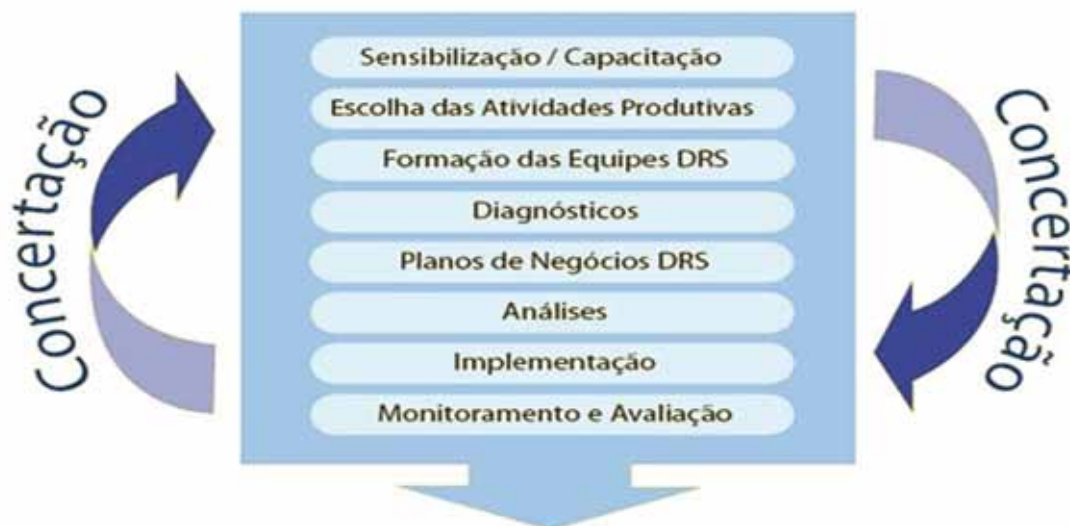 Concertação
Sensibilização / Capacitação
Escolha das Atividades Produtivas
Formação das Equipes DRS
Diagnósticos
Planos de Negócios DRS
Análises
Implementação
Monitoramento e Avaliação
Concertação